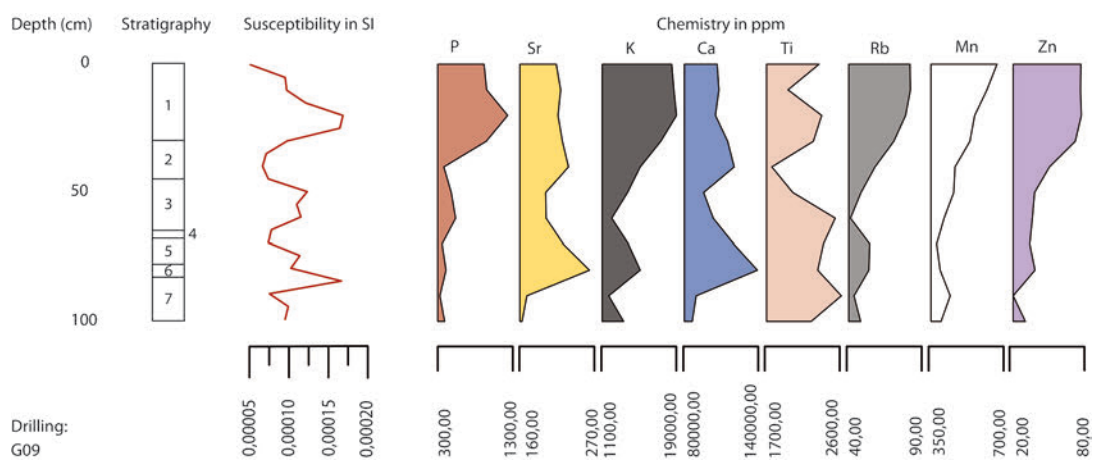 Depth (cm) Stratigraphy Susceptibility in SI Chemistry in ppm
P Sr K Ca Ti Rb Mn Zn
0
1
2
50
3
4
5
6
7
100
0,00005 0,00010 0,00015 0,00020
300,00 1300,00 160,00 270,00 1100,00 19000,00 80000,00 140000,00 1700,00 2600,00 40,00 90,00 350,00 700,00 20,00 80,00
Drilling:
G09